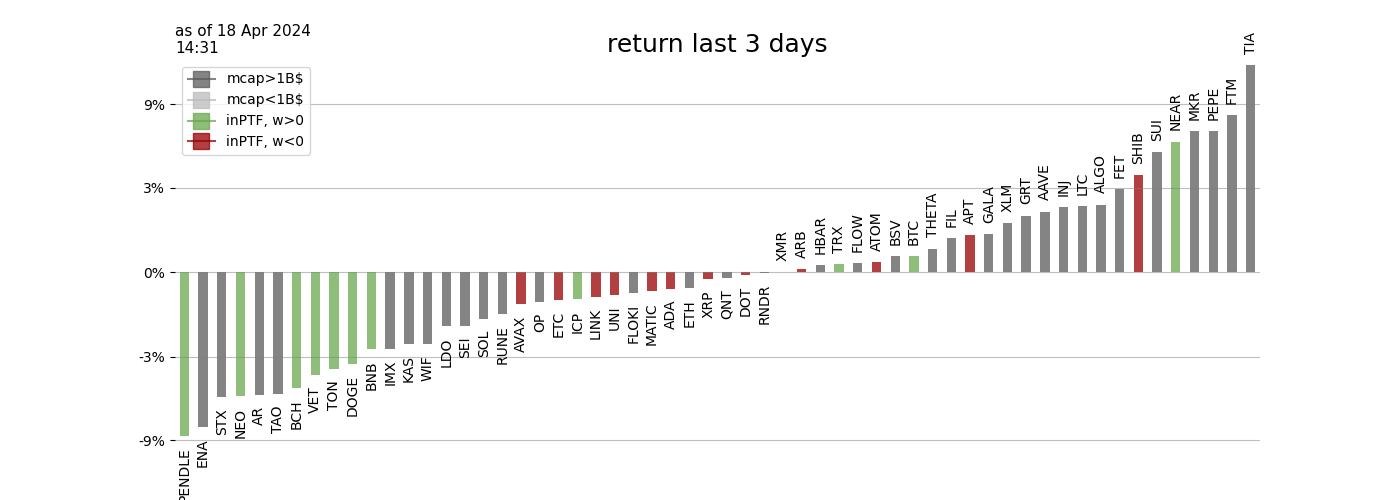 as of 18 Apr 2024
14:31
return last 3 days
mcap>1B$
mcap<1B$
inPTF, w>0
inPTF, w<0
9%
3%
0%
-3%
-9%
PENDLE
ENA
STX
NEO
AR
TAO
BCH
VET
TON
DOGE
BNB
IMX
KAS
WIF
LDO
SEI
SOL
RUNE
AVAX
OP
ETC
ICP
LINK
UNI
FLOKI
MATIC
ADA
ETH
XRP
QNT
DOT
RNDR
XMR
ARB
HBAR
TRX
FLOW
ATOM
BSV
BTC
THETA
FIL
APT
GALA
XLM
GRT
AAVE
INJ
LTC
ALGO
FET
SHIB
SUI
NEAR
MKR
PEPE
FTM
TIA